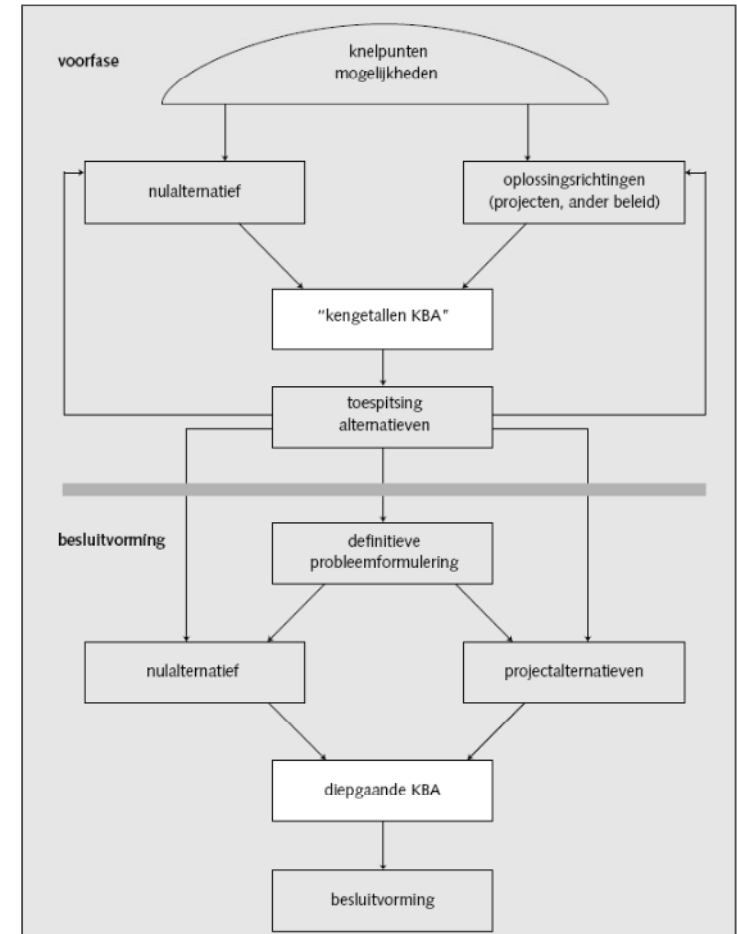 voorfase
knelpunten
mogelijkheden
nulalternatief
oplossingsrichtingen
(projecten, ander beleid)
"kengetallen KBA"
toespitsing
alternatieven
besluitvorming
definitieve
probleemformulering
nulalternatief
projectalternatieven
diepgaande KBA
besluitvorming